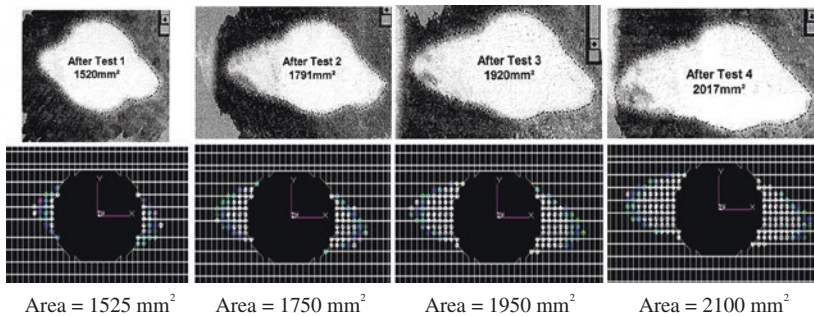 After Test 1
1520mm²
After Test 2
1791mm²
After Test 3
1920mm²
After Test 4
2017mm²
Y
X
Y
X
Y
X
Y
X
Area = 1525 mm²
Area = 1750 mm²
Area = 1950 mm²
Area = 2100 mm²